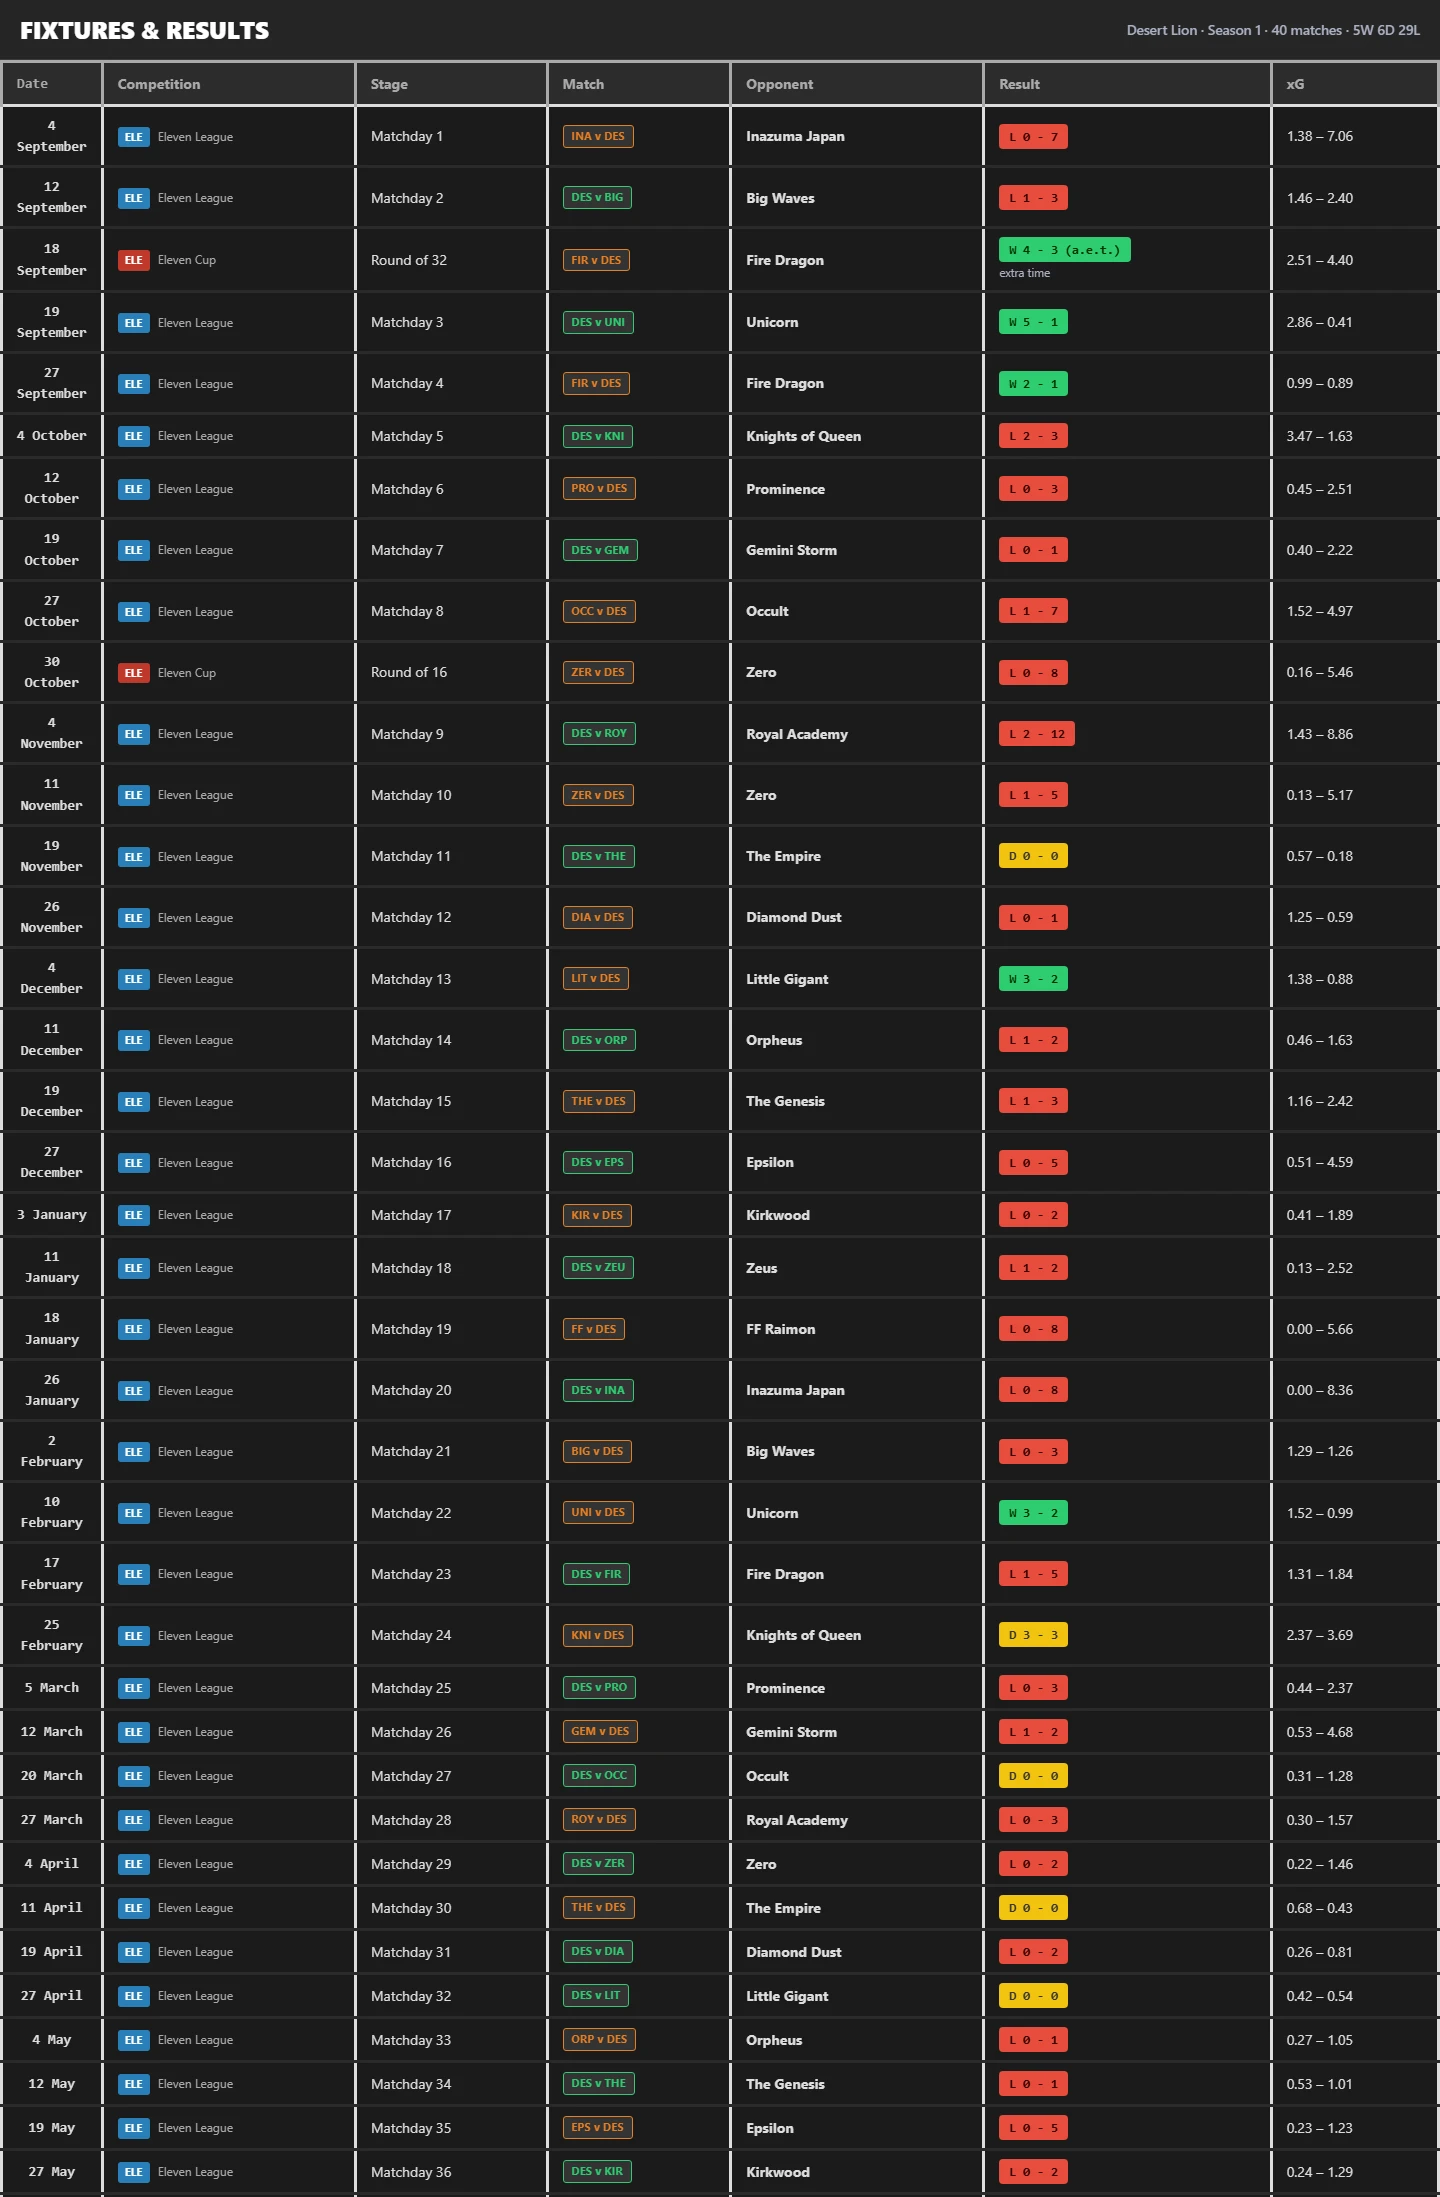 FIXTURES & RESULTS
Desert Lion · Season 1 · 40 matches · 5W 6D 29L
Date Competition Stage Match Opponent Result xG
4 September ELE Eleven League Matchday 1 INA v DES Inazuma Japan L 0 - 7 1.38 – 7.06
12 September ELE Eleven League Matchday 2 DES v BIG Big Waves L 1 - 3 1.46 – 2.40
18 September ELE Eleven Cup Round of 32 FIR v DES Fire Dragon W 4 - 3 (a.e.t.) extra time 2.51 – 4.40
19 September ELE Eleven League Matchday 3 DES v UNI Unicorn W 5 - 1 2.86 – 0.41
27 September ELE Eleven League Matchday 4 FIR v DES Fire Dragon W 2 - 1 0.99 – 0.89
4 October ELE Eleven League Matchday 5 DES v KNI Knights of Queen L 2 - 3 3.47 – 1.63
12 October ELE Eleven League Matchday 6 PRO v DES Prominence L 0 - 3 0.45 – 2.51
19 October ELE Eleven League Matchday 7 DES v GEM Gemini Storm L 0 - 1 0.40 – 2.22
27 October ELE Eleven League Matchday 8 OCC v DES Occult L 1 - 7 1.52 – 4.97
30 October ELE Eleven Cup Round of 16 ZER v DES Zero L 0 - 8 0.16 – 5.46
4 November ELE Eleven League Matchday 9 DES v ROY Royal Academy L 2 - 12 1.43 – 8.86
11 November ELE Eleven League Matchday 10 ZER v DES Zero L 1 - 5 0.13 – 5.17
19 November ELE Eleven League Matchday 11 DES v THE The Empire D 0 - 0 0.57 – 0.18
26 November ELE Eleven League Matchday 12 DIA v DES Diamond Dust L 0 - 1 1.25 – 0.59
4 December ELE Eleven League Matchday 13 LIT v DES Little Gigant W 3 - 2 1.38 – 0.88
11 December ELE Eleven League Matchday 14 DES v ORP Orpheus L 1 - 2 0.46 – 1.63
19 December ELE Eleven League Matchday 15 THE v DES The Genesis L 1 - 3 1.16 – 2.42
27 December ELE Eleven League Matchday 16 DES v EPS Epsilon L 0 - 5 0.51 – 4.59
3 January ELE Eleven League Matchday 17 KIR v DES Kirkwood L 0 - 2 0.41 – 1.89
11 January ELE Eleven League Matchday 18 DES v ZEU Zeus L 1 - 2 0.13 – 2.52
18 January ELE Eleven League Matchday 19 FF v DES FF Raimon L 0 - 8 0.00 – 5.66
26 January ELE Eleven League Matchday 20 DES v INA Inazuma Japan L 0 - 8 0.00 – 8.36
2 February ELE Eleven League Matchday 21 BIG v DES Big Waves L 0 - 3 1.29 – 1.26
10 February ELE Eleven League Matchday 22 UNI v DES Unicorn W 3 - 2 1.52 – 0.99
17 February ELE Eleven League Matchday 23 DES v FIR Fire Dragon L 1 - 5 1.31 – 1.84
25 February ELE Eleven League Matchday 24 KNI v DES Knights of Queen D 3 - 3 2.37 – 3.69
5 March ELE Eleven League Matchday 25 DES v PRO Prominence L 0 - 3 0.44 – 2.37
12 March ELE Eleven League Matchday 26 GEM v DES Gemini Storm L 1 - 2 0.53 – 4.68
20 March ELE Eleven League Matchday 27 DES v OCC Occult D 0 - 0 0.31 – 1.28
27 March ELE Eleven League Matchday 28 ROY v DES Royal Academy L 0 - 3 0.30 – 1.57
4 April ELE Eleven League Matchday 29 DES v ZER Zero L 0 - 2 0.22 – 1.46
11 April ELE Eleven League Matchday 30 THE v DES The Empire D 0 - 0 0.68 – 0.43
19 April ELE Eleven League Matchday 31 DES v DIA Diamond Dust L 0 - 2 0.26 – 0.81
27 April ELE Eleven League Matchday 32 DES v LIT Little Gigant D 0 - 0 0.42 – 0.54
4 May ELE Eleven League Matchday 33 ORP v DES Orpheus L 0 - 1 0.27 – 1.05
12 May ELE Eleven League Matchday 34 DES v THE The Genesis L 0 - 1 0.53 – 1.01
19 May ELE Eleven League Matchday 35 EPS v DES Epsilon L 0 - 5 0.23 – 1.23
27 May ELE Eleven League Matchday 36 DES v KIR Kirkwood L 0 - 2 0.24 – 1.29